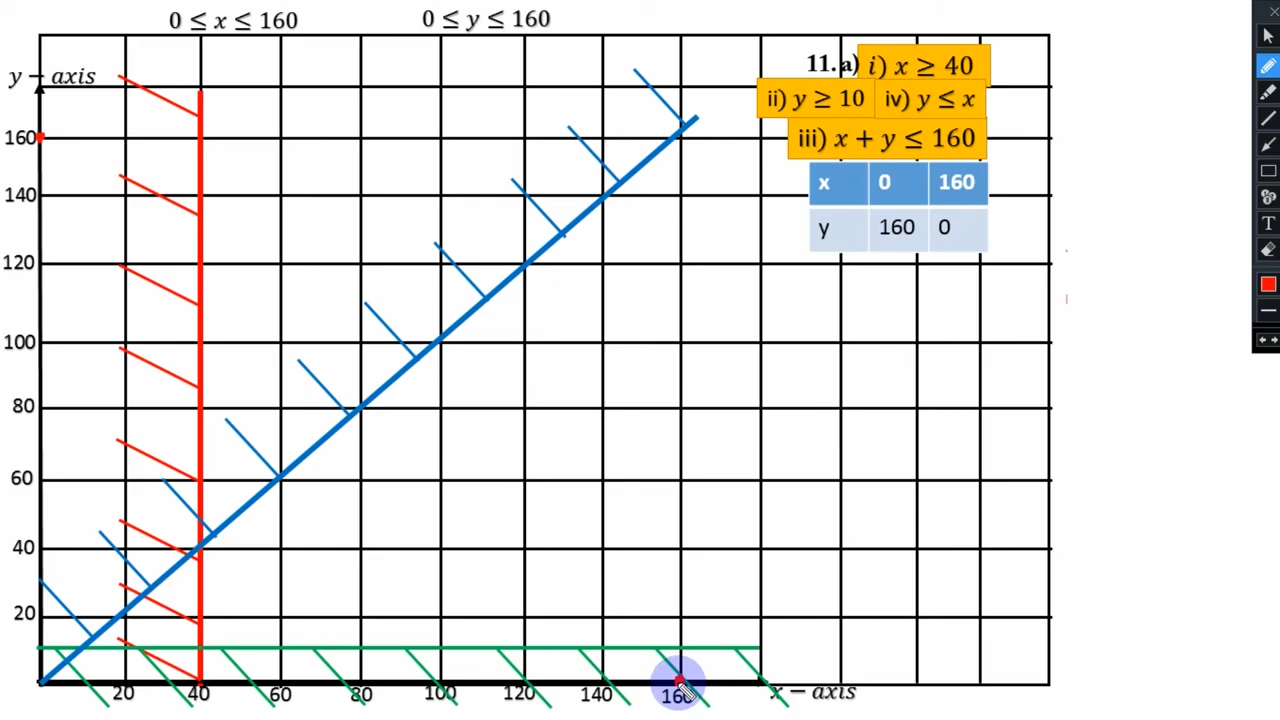 0 ≤ x ≤ 160
0 ≤ y ≤ 160
y − axis
11. a) i) x ≥ 40
ii) y ≥ 10 iv) y ≤ x
iii) x + y ≤ 160
x 0 160
y 160 0
160
140
120
100
80
60
40
20
20 40 60 80 100 120 140 160 x − axis
T